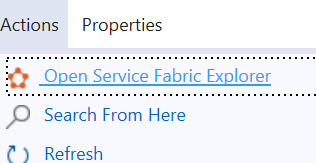 Actions Properties
Open Service Fabric Explorer
Search From Here
Refresh